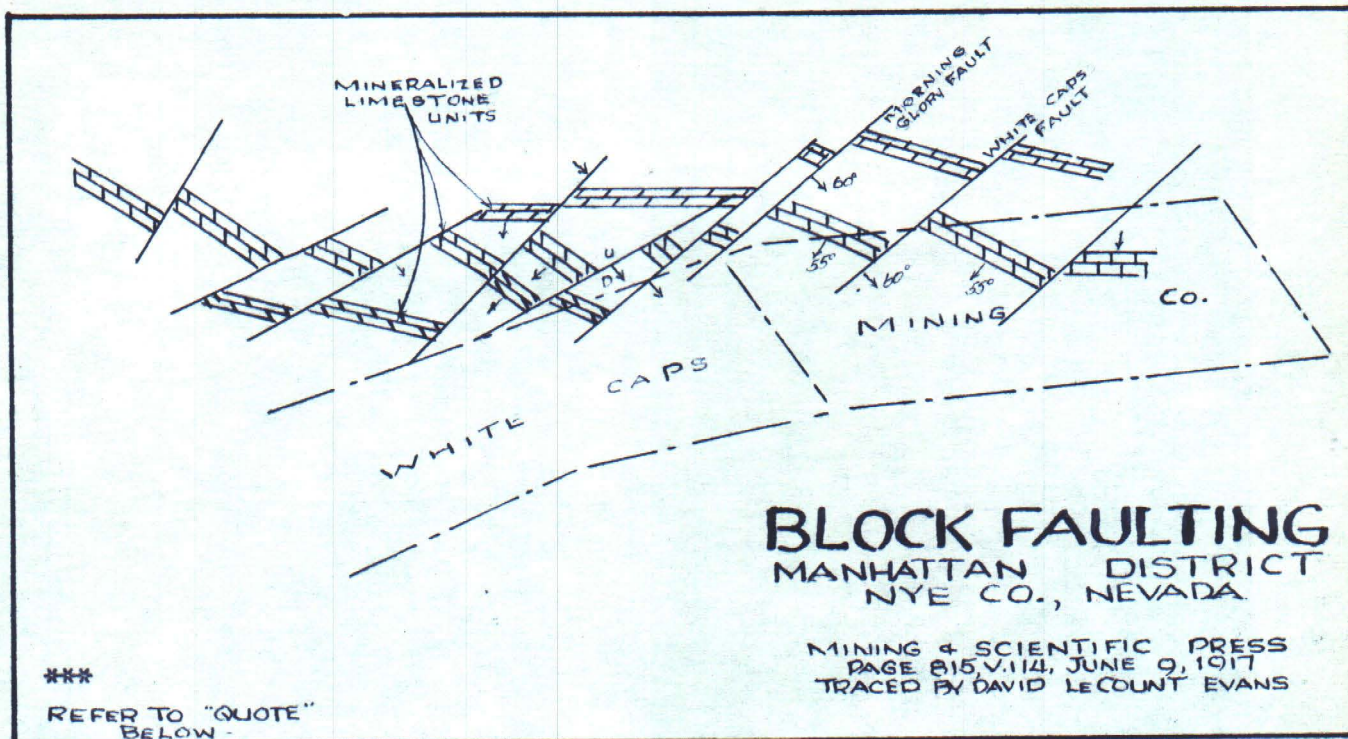 MINERALIZED
LIMESTONE
UNITS
MORNING
GLORY FAULT
WHITE CAPS
FAULT
60°
U
D
55°
60°
55°
CO.
MINING
CAPS
WHITE
BLOCK FAULTING
MANHATTAN DISTRICT
NYE CO., NEVADA
MINING & SCIENTIFIC PRESS
PAGE 815, V.114, JUNE 9, 1917
TRACED BY DAVID LeCOUNT EVANS
***
REFER TO "QUOTE"
BELOW -